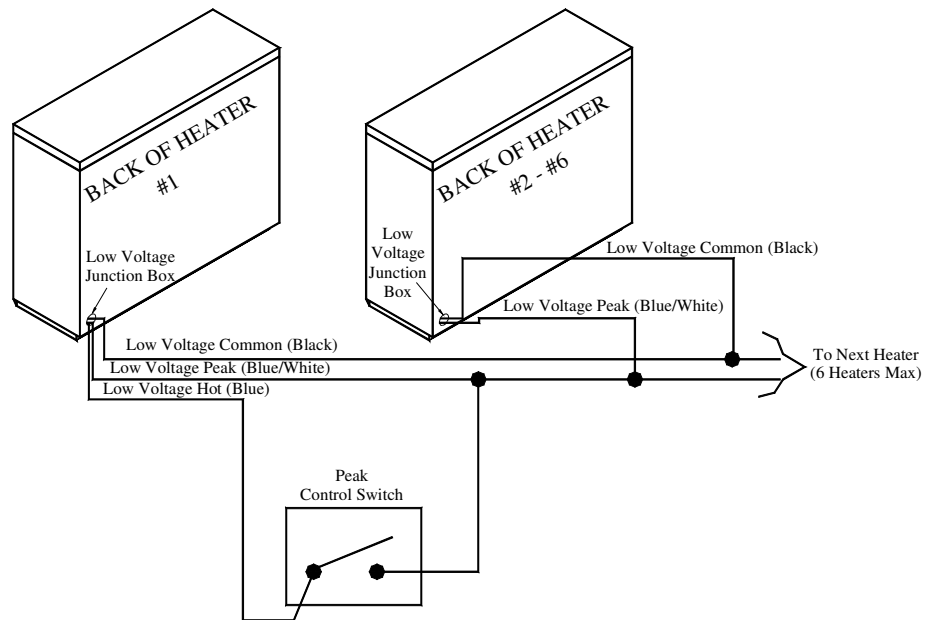 BACK OF HEATER
#1
BACK OF HEATER
#2 - #6
Low Voltage
Junction Box
Low
Voltage
Junction
Box
Low Voltage Common (Black)
Low Voltage Peak (Blue/White)
Low Voltage Common (Black)
Low Voltage Peak (Blue/White)
Low Voltage Hot (Blue)
To Next Heater
(6 Heaters Max)
Peak
Control Switch